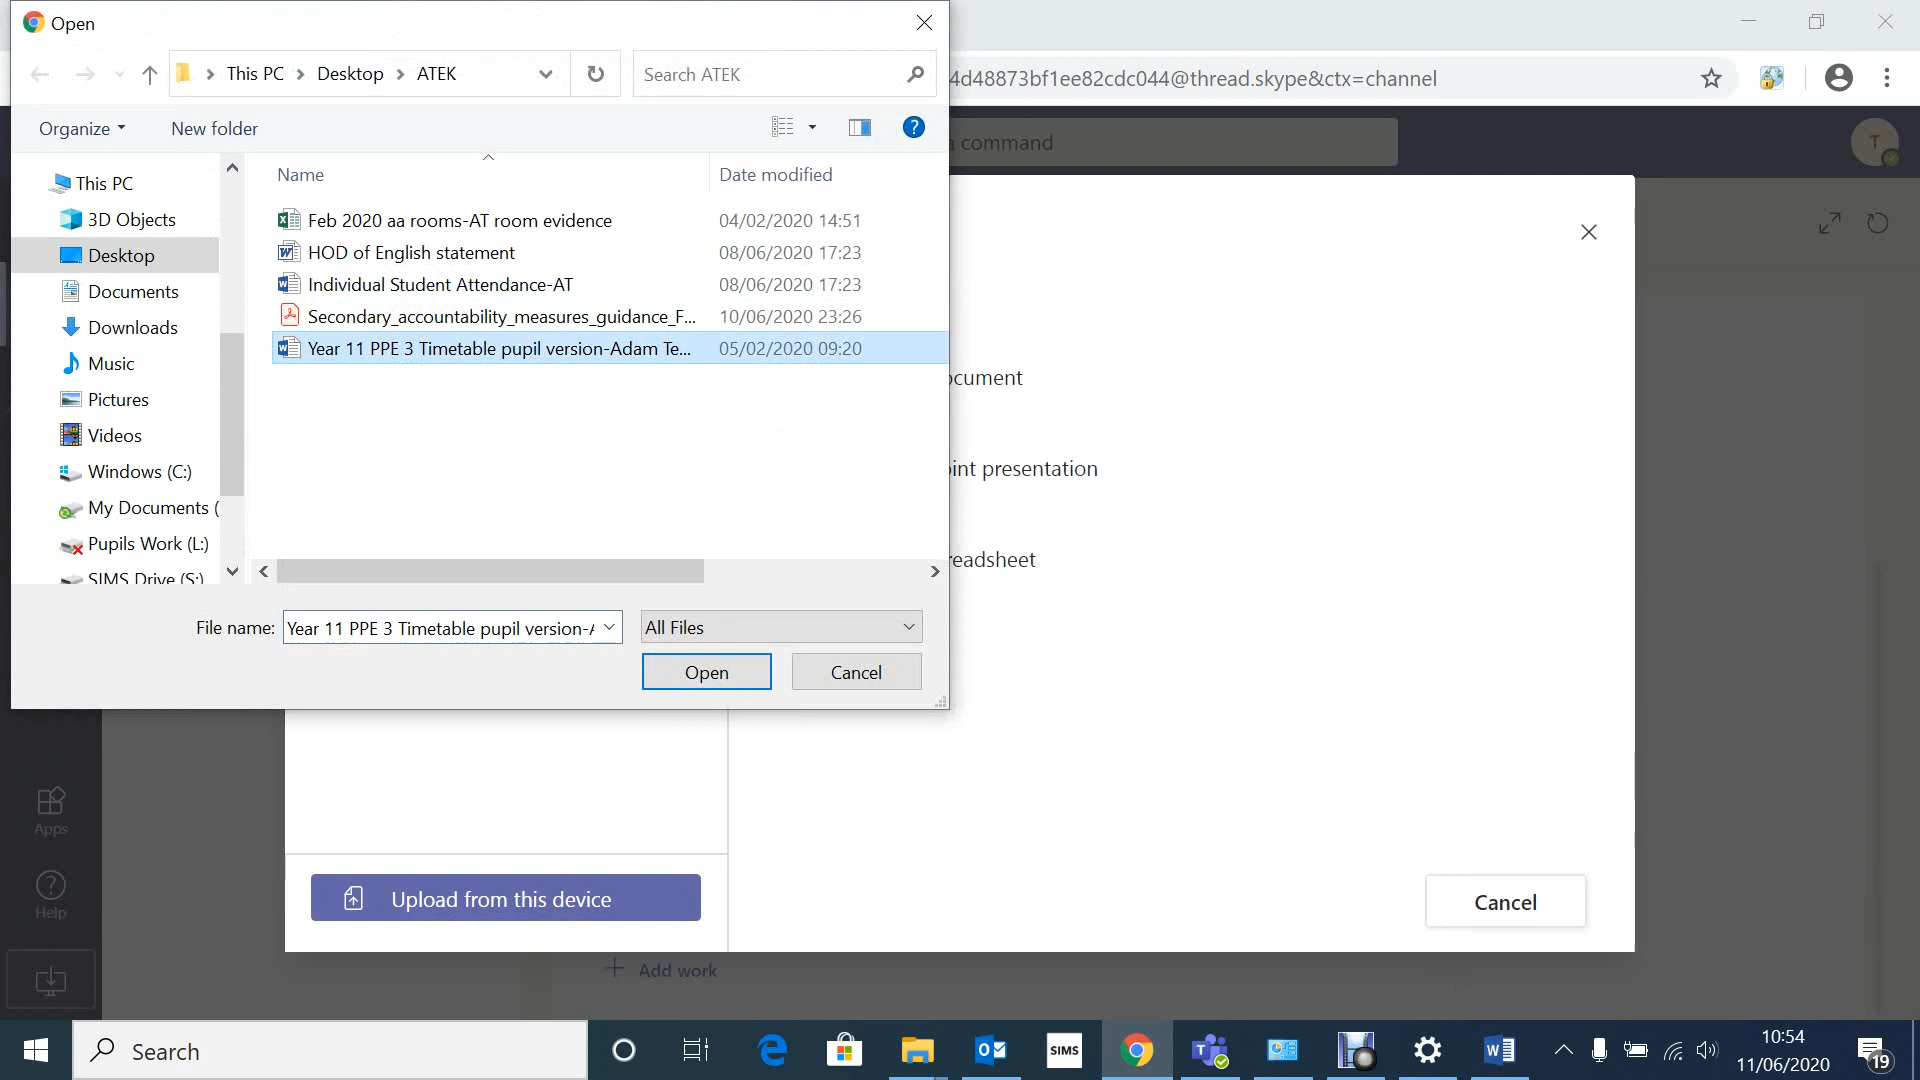 Open
This PC > Desktop > ATEK
Search ATEK
4d48873bf1ee82cdc044@thread.skype&ctx=channel
Organize
New folder
command
T
Name
Date modified
This PC
3D Objects
Desktop
Documents
Downloads
Music
Pictures
Videos
Windows (C:)
My Documents (
Pupils Work (L:)
SIMS Drive (S:)
Feb 2020 aa rooms-AT room evidence 04/02/2020 14:51
HOD of English statement 08/06/2020 17:23
Individual Student Attendance-AT 08/06/2020 17:23
Secondary_accountability_measures_guidance_F... 10/06/2020 23:26
Year 11 PPE 3 Timetable pupil version-Adam Te... 05/02/2020 09:20
ocument
int presentation
readsheet
File name:
Year 11 PPE 3 Timetable pupil version-A
All Files
Open
Cancel
Apps
Help
Upload from this device
Cancel
+ Add work
Search
SIMS
10:54
11/06/2020
19